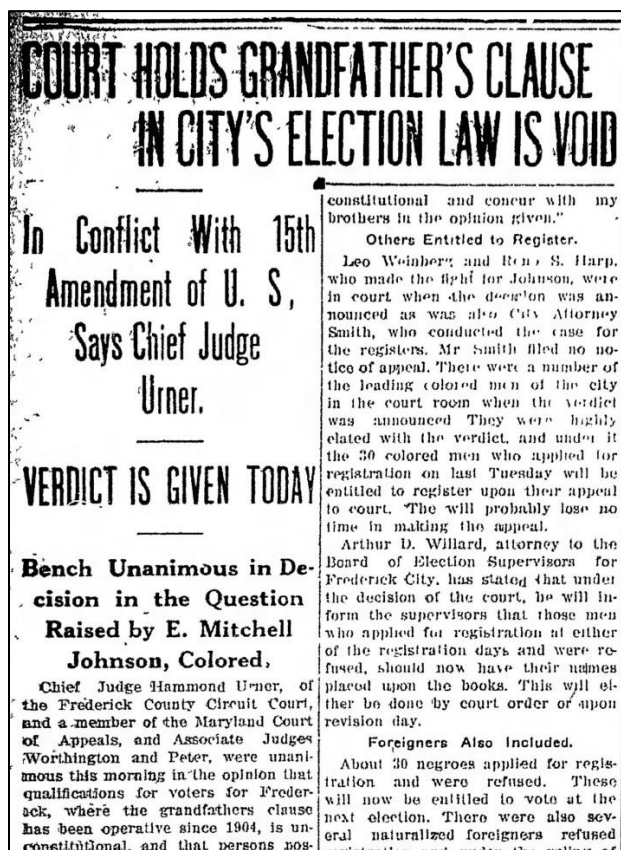 COURT HOLDS GRANDFATHER'S CLAUSE
IN CITY'S ELECTION LAW IS VOID
In Conflict With 15th
Amendment of U. S,
Says Chief Judge
Urner.
VERDICT IS GIVEN TODAY
Bench Unanimous in De-
cision in the Question
Raised by E. Mitchell
Johnson, Colored,
Chief Judge Hammond Urner, of
the Frederick County Circuit Court,
and a member of the Maryland Court
of Appeals, and Associate Judges
Worthington and Peter, were unani-
mous this morning in the opinion that
qualifications for voters for Freder-
ick, where the grandfathers clause
has been operative since 1904, is un-
constitutional, and that persons pos-
constitutional and concur with my
brothers in the opinion given."
Others Entitled to Register.
Leo Weinberg and Reno S. Harp,
who made the fight for Johnson, were
in court when the decision was an-
nounced as was also City Attorney
Smith, who conducted the case for
the registers. Mr Smith filed no no-
tice of appeal. There were a number of
the leading colored men of the city
in the court room when the verdict
was announced They were highly
elated with the verdict, and under it
the 30 colored men who applied for
registration on last Tuesday will be
entitled to register upon their appeal
to court. The will probably lose no
time in making the appeal.
Arthur D. Willard, attorney to the
Board of Election Supervisors for
Frederick City, has stated that under
the decision of the court, he will in-
form the supervisors that those men
who applied for registration at either
of the registration days and were re-
fused, should now have their names
placed upon the books. This will ei-
ther be done by court order or upon
revision day.
Foreigners Also Included.
About 30 negroes applied for regis-
tration and were refused. These
will now be entitled to vote at the
next election. There were also sev-
eral naturalized foreigners refused
registration and under the ruling of